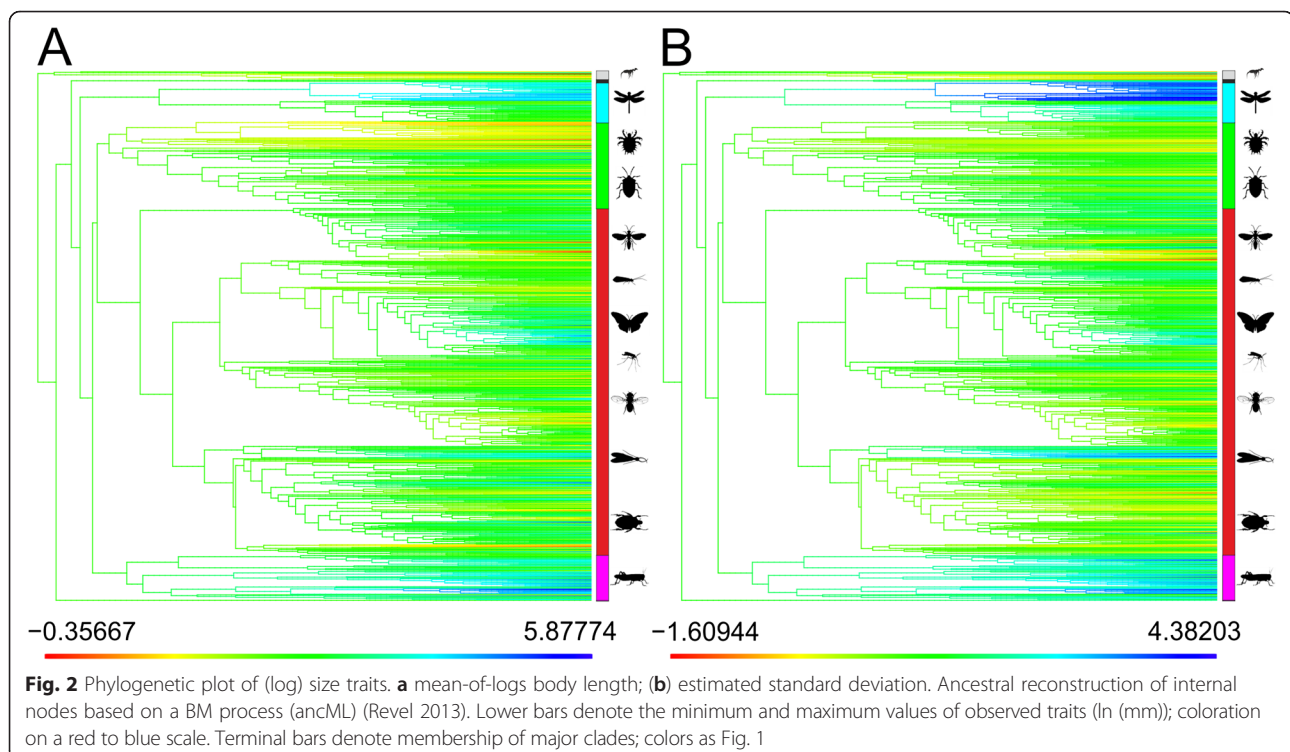 A
B
−0.35667 5.87774
−1.60944 4.38203
Fig. 2 Phylogenetic plot of (log) size traits. a mean-of-logs body length; (b) estimated standard deviation. Ancestral reconstruction of internal
nodes based on a BM process (ancML) (Revel 2013). Lower bars denote the minimum and maximum values of observed traits (ln (mm)); coloration
on a red to blue scale. Terminal bars denote membership of major clades; colors as Fig. 1